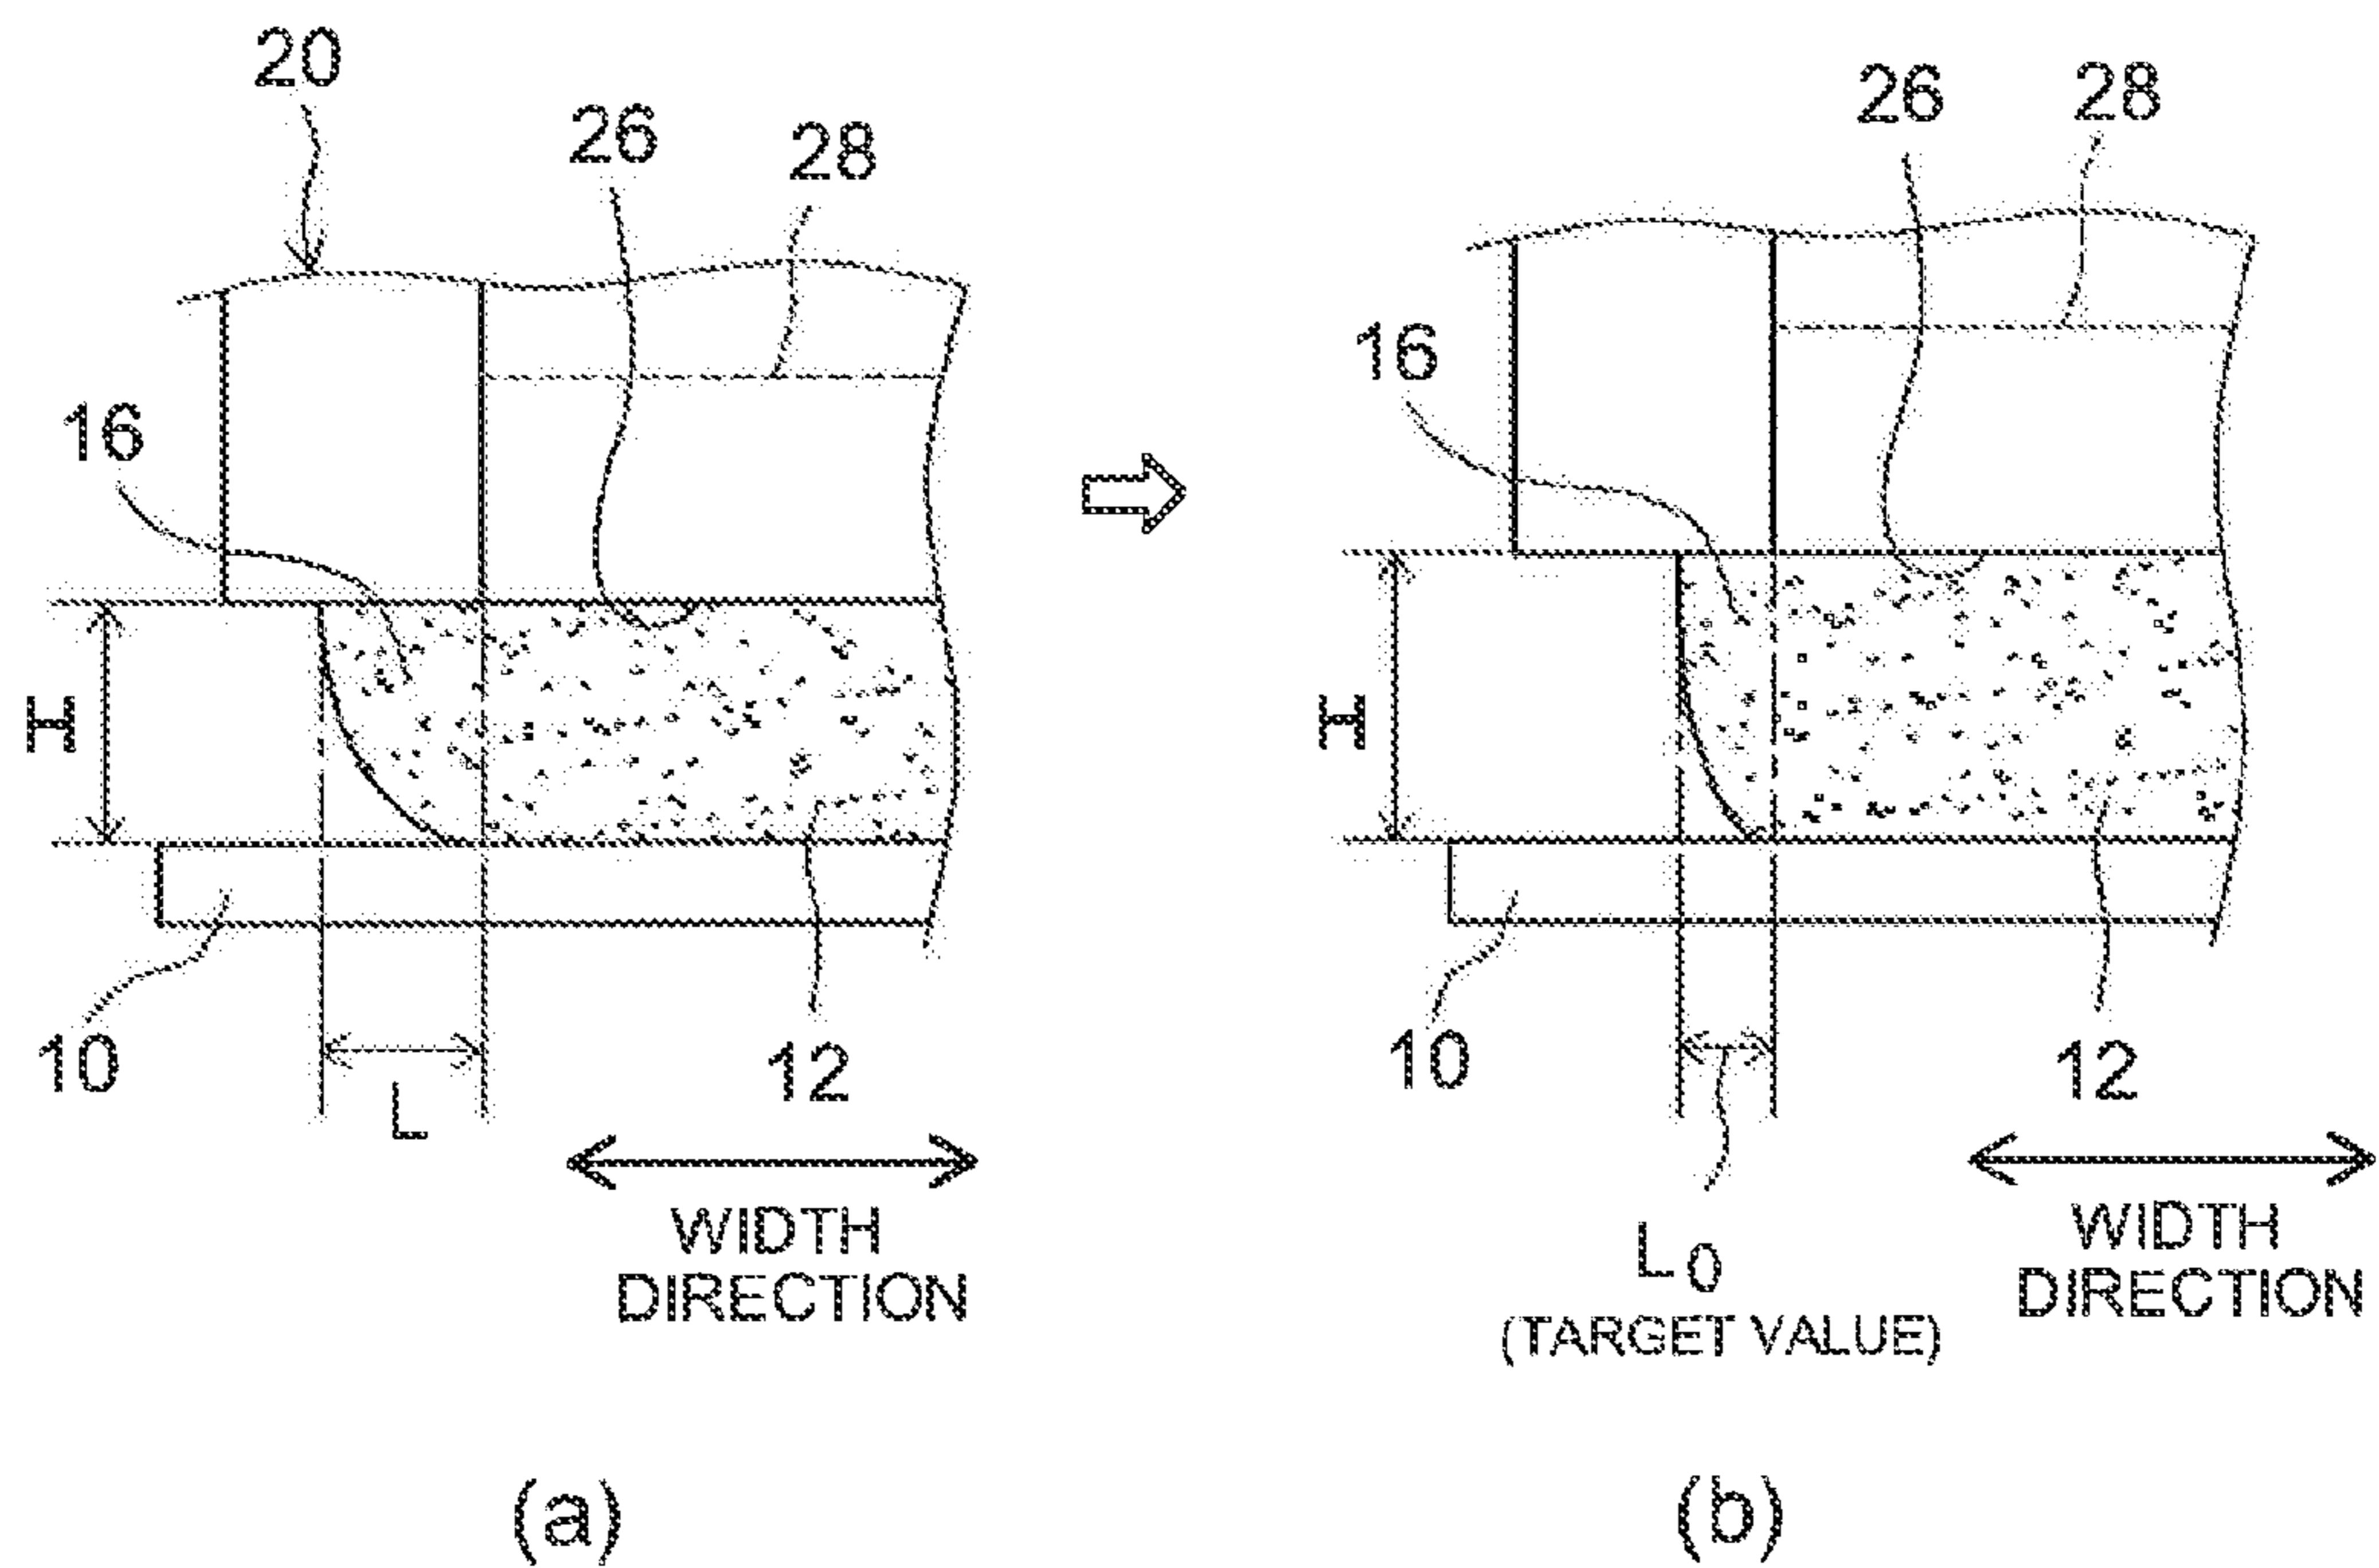 20
26
28
16
H
10
L
12
WIDTH
DIRECTION
(a)
26
28
16
H
10
L0
(TARGET VALUE)
12
WIDTH
DIRECTION
(b)